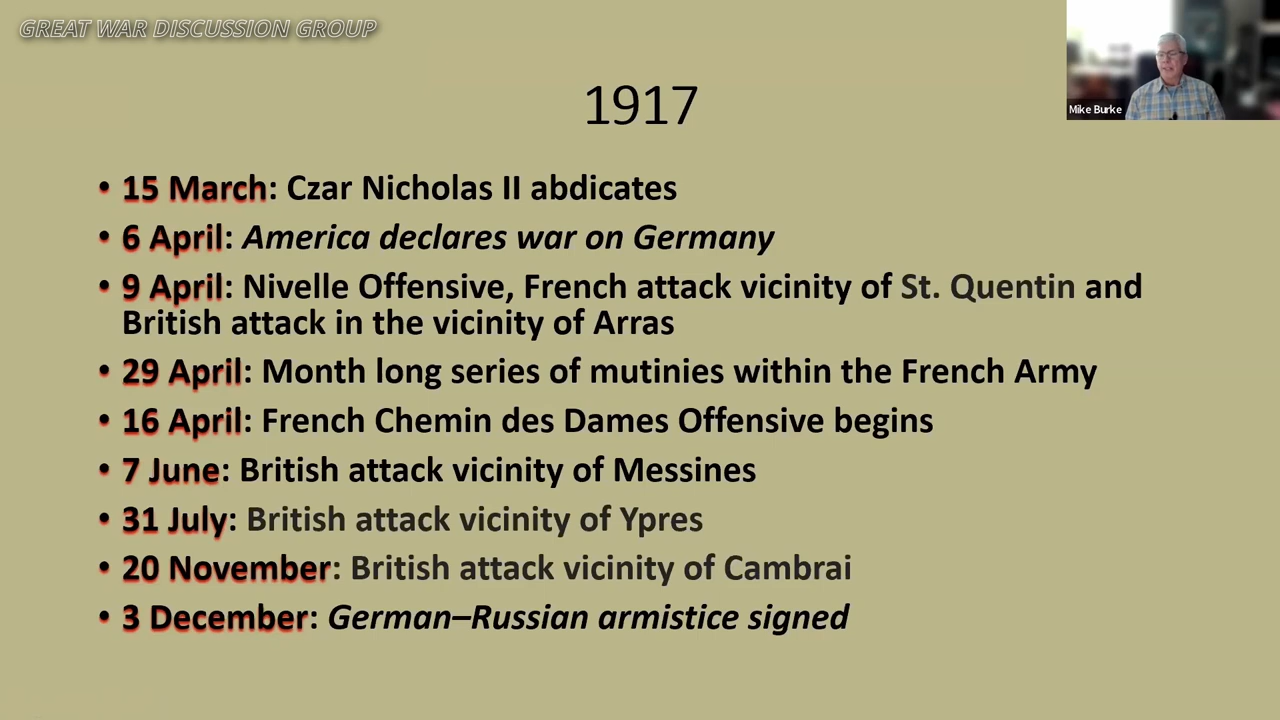 GREAT WAR DISCUSSION GROUP
Mike Burke
1917
• 15 March: Czar Nicholas II abdicates
• 6 April: America declares war on Germany
• 9 April: Nivelle Offensive, French attack vicinity of St. Quentin and
British attack in the vicinity of Arras
• 29 April: Month long series of mutinies within the French Army
• 16 April: French Chemin des Dames Offensive begins
• 7 June: British attack vicinity of Messines
• 31 July: British attack vicinity of Ypres
• 20 November: British attack vicinity of Cambrai
• 3 December: German–Russian armistice signed